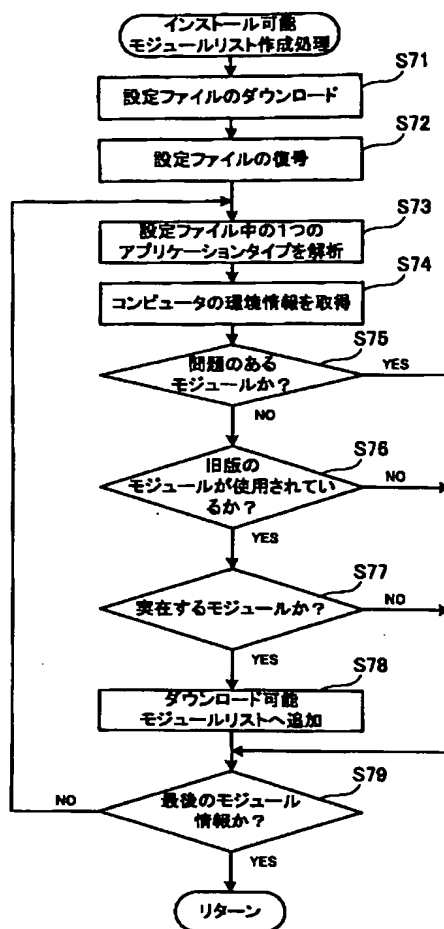 インストール可能
モジュールリスト作成処理
S71
設定ファイルのダウンロード
S72
設定ファイルの復号
S73
設定ファイル中の1つの
アプリケーションタイプを解析
S74
コンピュータの環境情報を取得
S75
問題のある
モジュールか？
YES
NO
S76
旧版の
モジュールが使用されてい
るか？
NO
YES
S77
実在するモジュールか？
NO
YES
S78
ダウンロード可能
モジュールリストへ追加
S79
最後のモジュール
情報か？
NO
YES
リターン